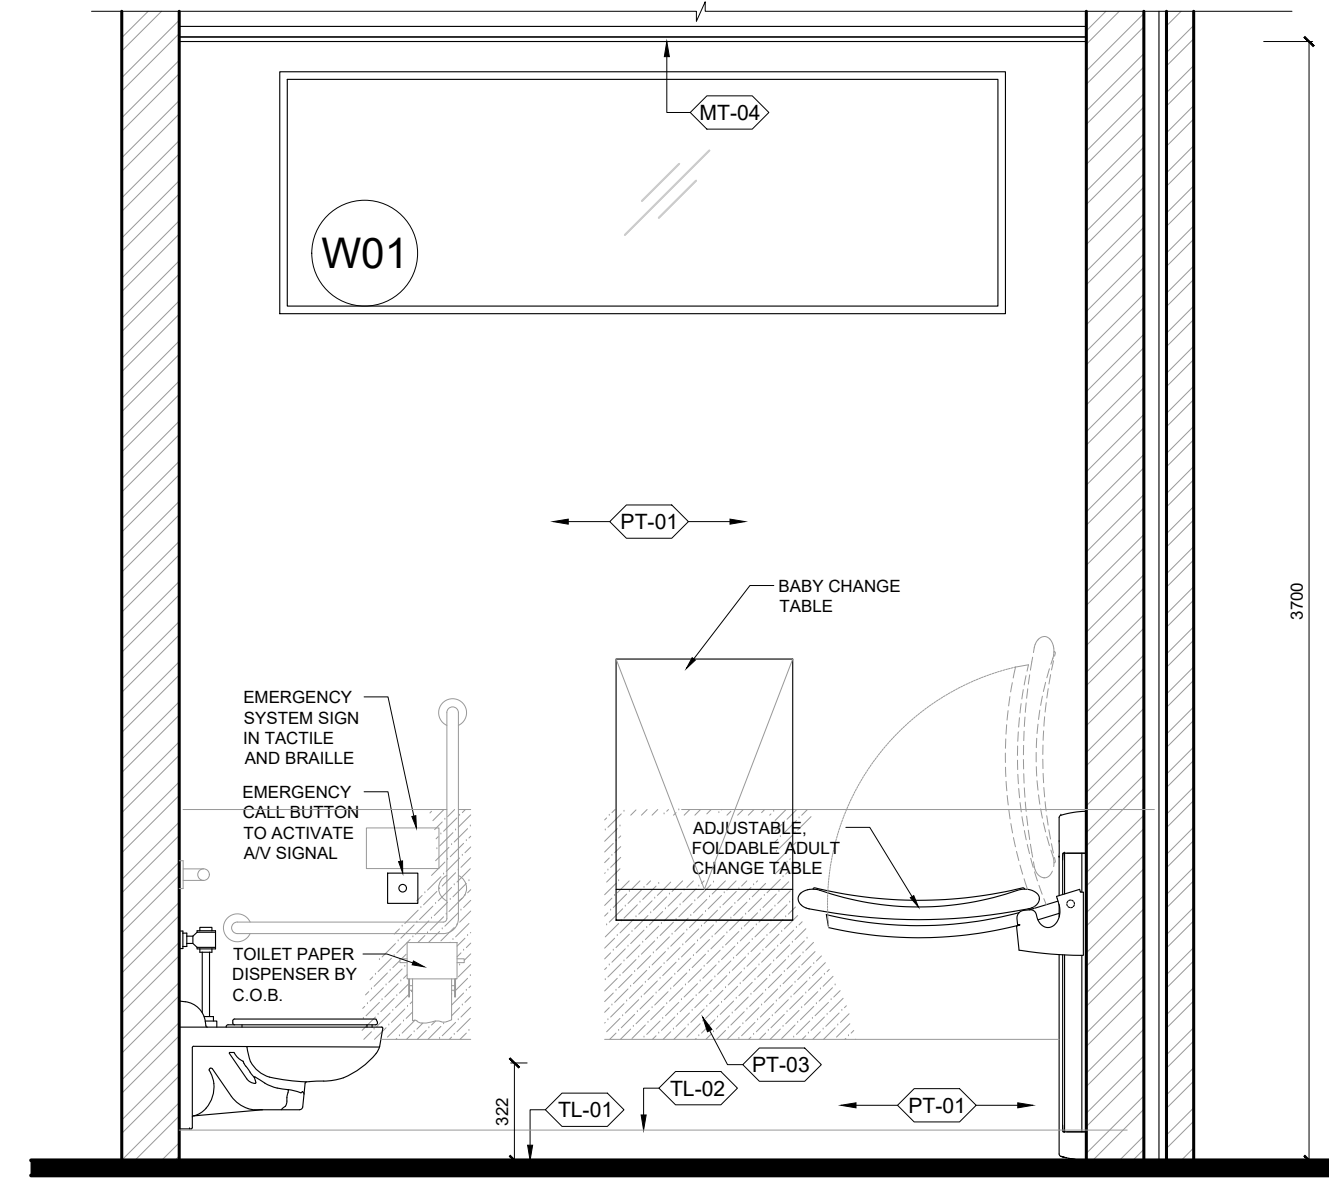 MT-04
W01
PT-01
3700
BABY CHANGE
TABLE
EMERGENCY
SYSTEM SIGN
IN TACTILE
AND BRAILLE
EMERGENCY
CALL BUTTON
TO ACTIVATE
A/V SIGNAL
ADJUSTABLE,
FOLDABLE ADULT
CHANGE TABLE
TOILET PAPER
DISPENSER BY
C.O.B.
PT-03
TL-02
TL-01
PT-01
322